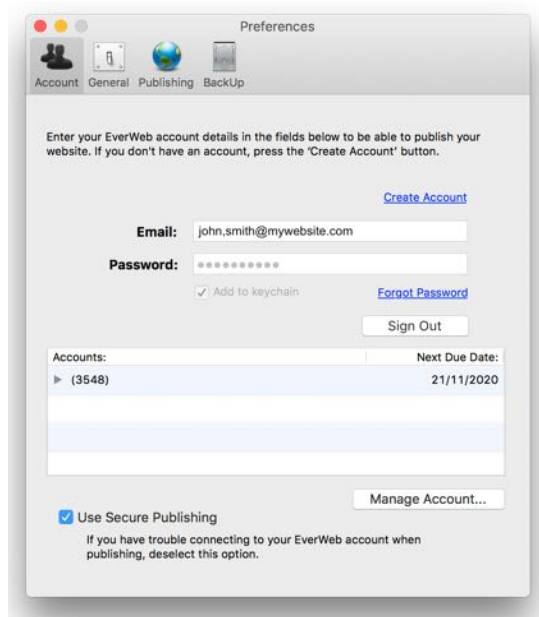 Preferences
Account General Publishing BackUp
Enter your EverWeb account details in the fields below to be able to publish your
website. If you don't have an account, press the 'Create Account' button.
Create Account
Email: john,smith@mywebsite.com
Password:
Add to keychain Forgot Password
Sign Out
Accounts: Next Due Date:
(3548) 21/11/2020
Manage Account...
Use Secure Publishing
If you have trouble connecting to your EverWeb account when
publishing, deselect this option.